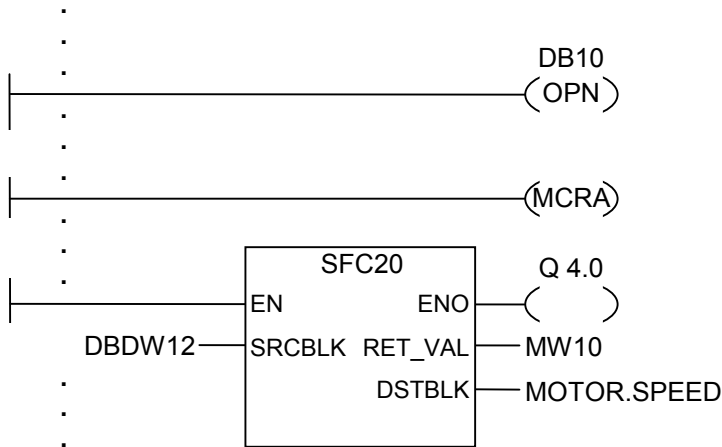 DB10
OPN
MCRA
SFC20
Q 4.0
EN ENO
DBDW12 SRCBLK RET_VAL MW10
DSTBLK MOTOR.SPEED